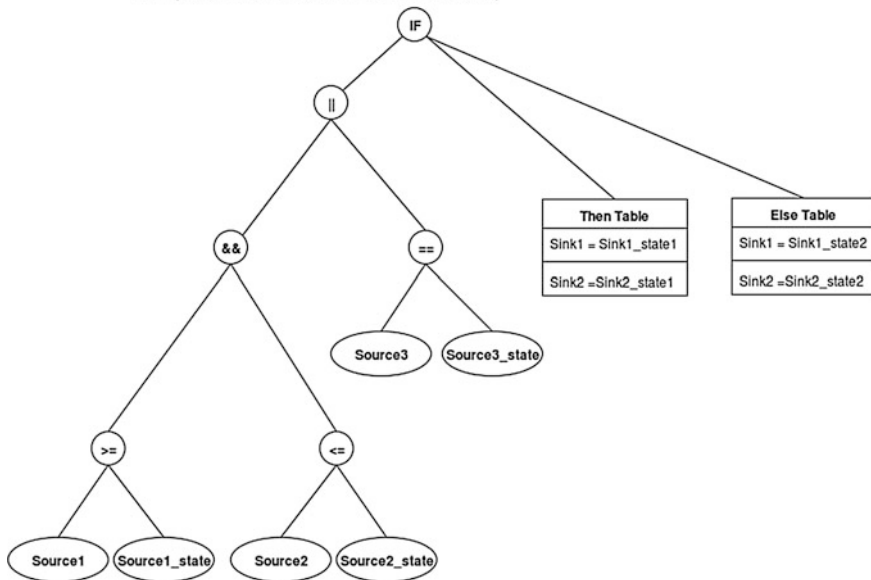 IF
||
Then Table
Else Table
Sink1 = Sink1_state1
Sink1 = Sink1_state2
&&
==
Sink2 =Sink2_state1
Sink2 =Sink2_state2
Source3
Source3_state
>=
<=
Source1
Source1_state
Source2
Source2_state